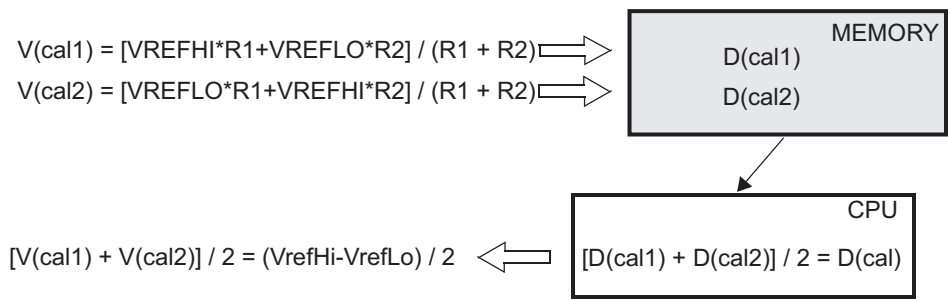 V(cal1) = [VREFHI*R1+VREFLO*R2] / (R1 + R2)
V(cal2) = [VREFLO*R1+VREFHI*R2] / (R1 + R2)
MEMORY
D(cal1)
D(cal2)
CPU
[V(cal1) + V(cal2)] / 2 = (VrefHi-VrefLo) / 2
[D(cal1) + D(cal2)] / 2 = D(cal)